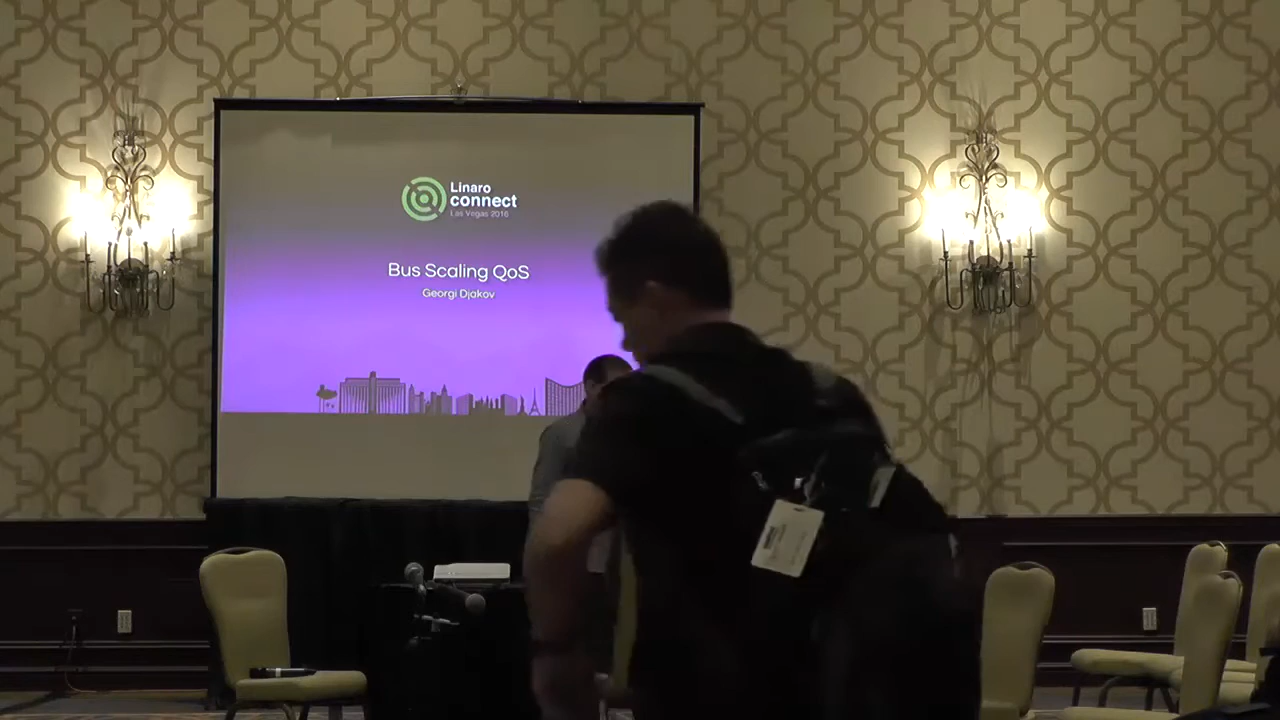 Linaro
connect
Las Vegas 2016
Bus Scaling QoS
Georgi Djakov